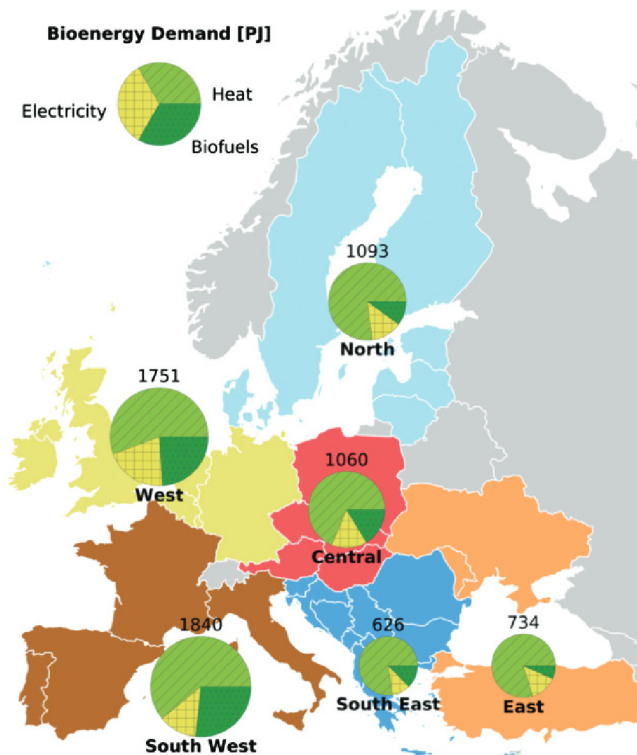 Bioenergy Demand [PJ]
Heat
Electricity
Biofuels
1093
North
1751
West
1060
Central
1840
South West
626
South East
734
East